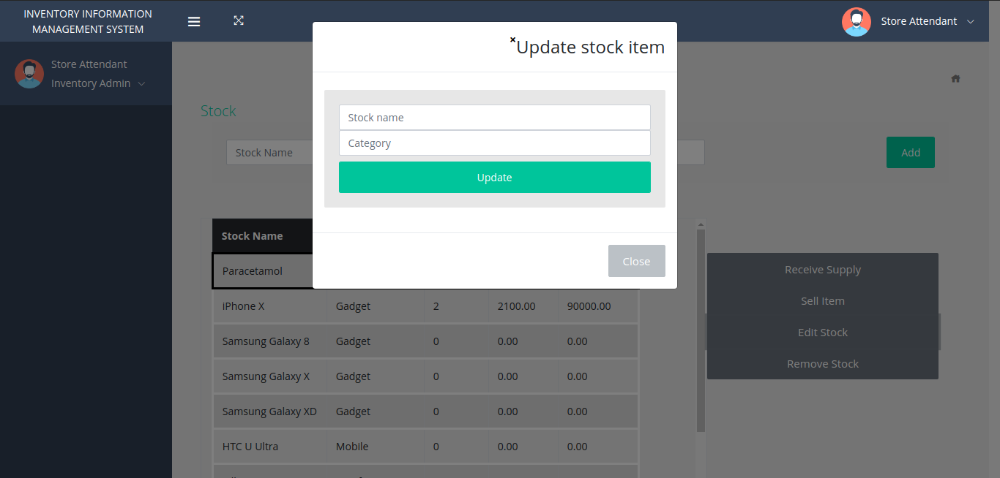 INVENTORY INFORMATION
MANAGEMENT SYSTEM
Store Attendant
Store Attendant
Inventory Admin
×Update stock item
Stock name
Category
Update
Close
Stock
Stock Name
Add
Stock Name
Paracetamol
iPhone X Gadget 2 2100.00 90000.00
Samsung Galaxy 8 Gadget 0 0.00 0.00
Samsung Galaxy X Gadget 0 0.00 0.00
Samsung Galaxy XD Gadget 0 0.00 0.00
HTC U Ultra Mobile 0 0.00 0.00
Receive Supply
Sell Item
Edit Stock
Remove Stock